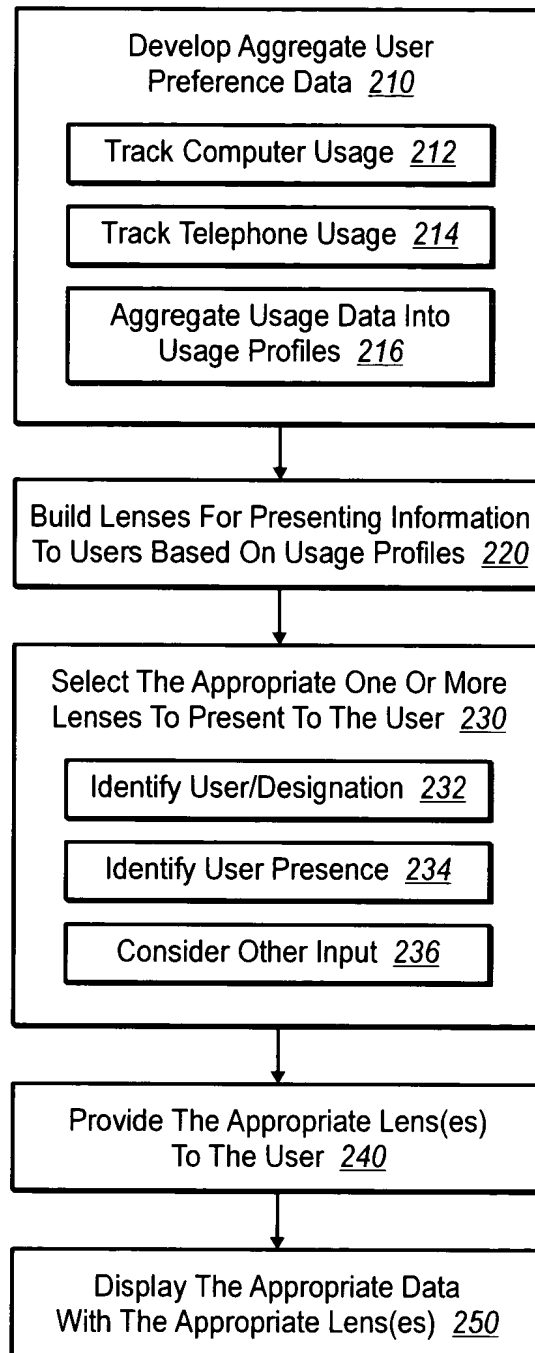 Develop Aggregate User
Preference Data 210
Track Computer Usage 212
Track Telephone Usage 214
Aggregate Usage Data Into
Usage Profiles 216
Build Lenses For Presenting Information
To Users Based On Usage Profiles 220
Select The Appropriate One Or More
Lenses To Present To The User 230
Identify User/Designation 232
Identify User Presence 234
Consider Other Input 236
Provide The Appropriate Lens(es)
To The User 240
Display The Appropriate Data
With The Appropriate Lens(es) 250